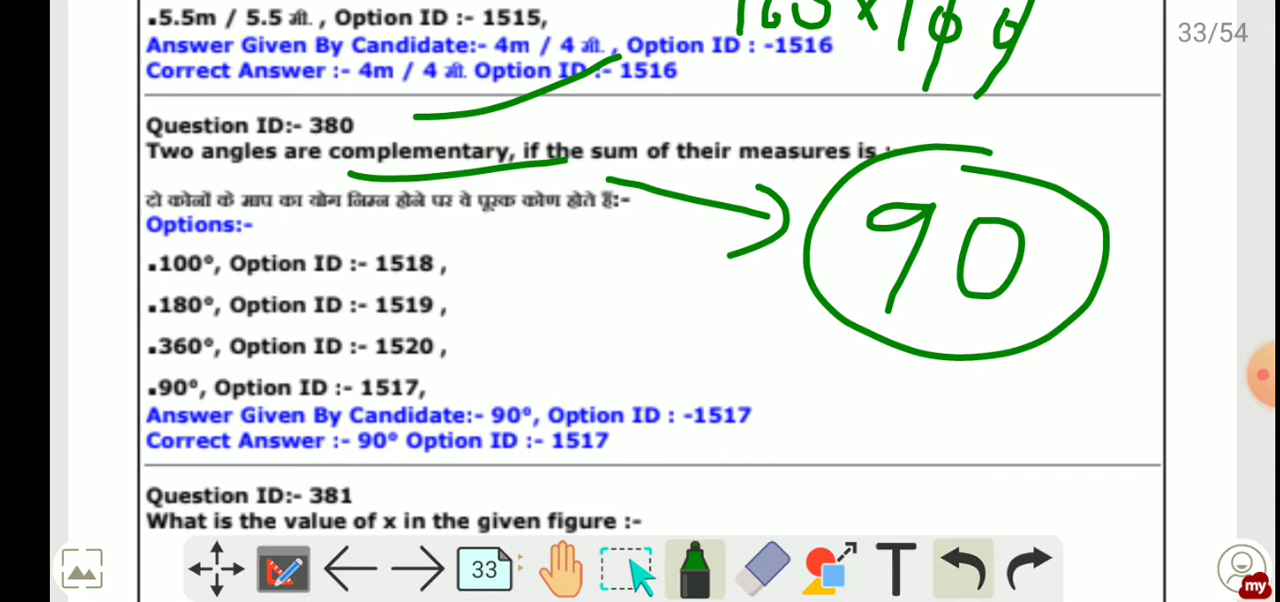 .5.5m / 5.5 मी. , Option ID :- 1515,
Answer Given By Candidate:- 4m / 4 मी. , Option ID : -1516
Correct Answer :- 4m / 4 मी. Option ID :- 1516
33/54
Question ID:- 380
Two angles are complementary, if the sum of their measures is :-
दो कोनों के माप का योग निम्न होने पर वे पूरक कोण होते हैं:-
90
Options:-
.100°, Option ID :- 1518 ,
.180°, Option ID :- 1519 ,
.360°, Option ID :- 1520 ,
.90°, Option ID :- 1517,
Answer Given By Candidate:- 90°, Option ID : -1517
Correct Answer :- 90° Option ID :- 1517
Question ID:- 381
What is the value of x in the given figure :-
33
T
my